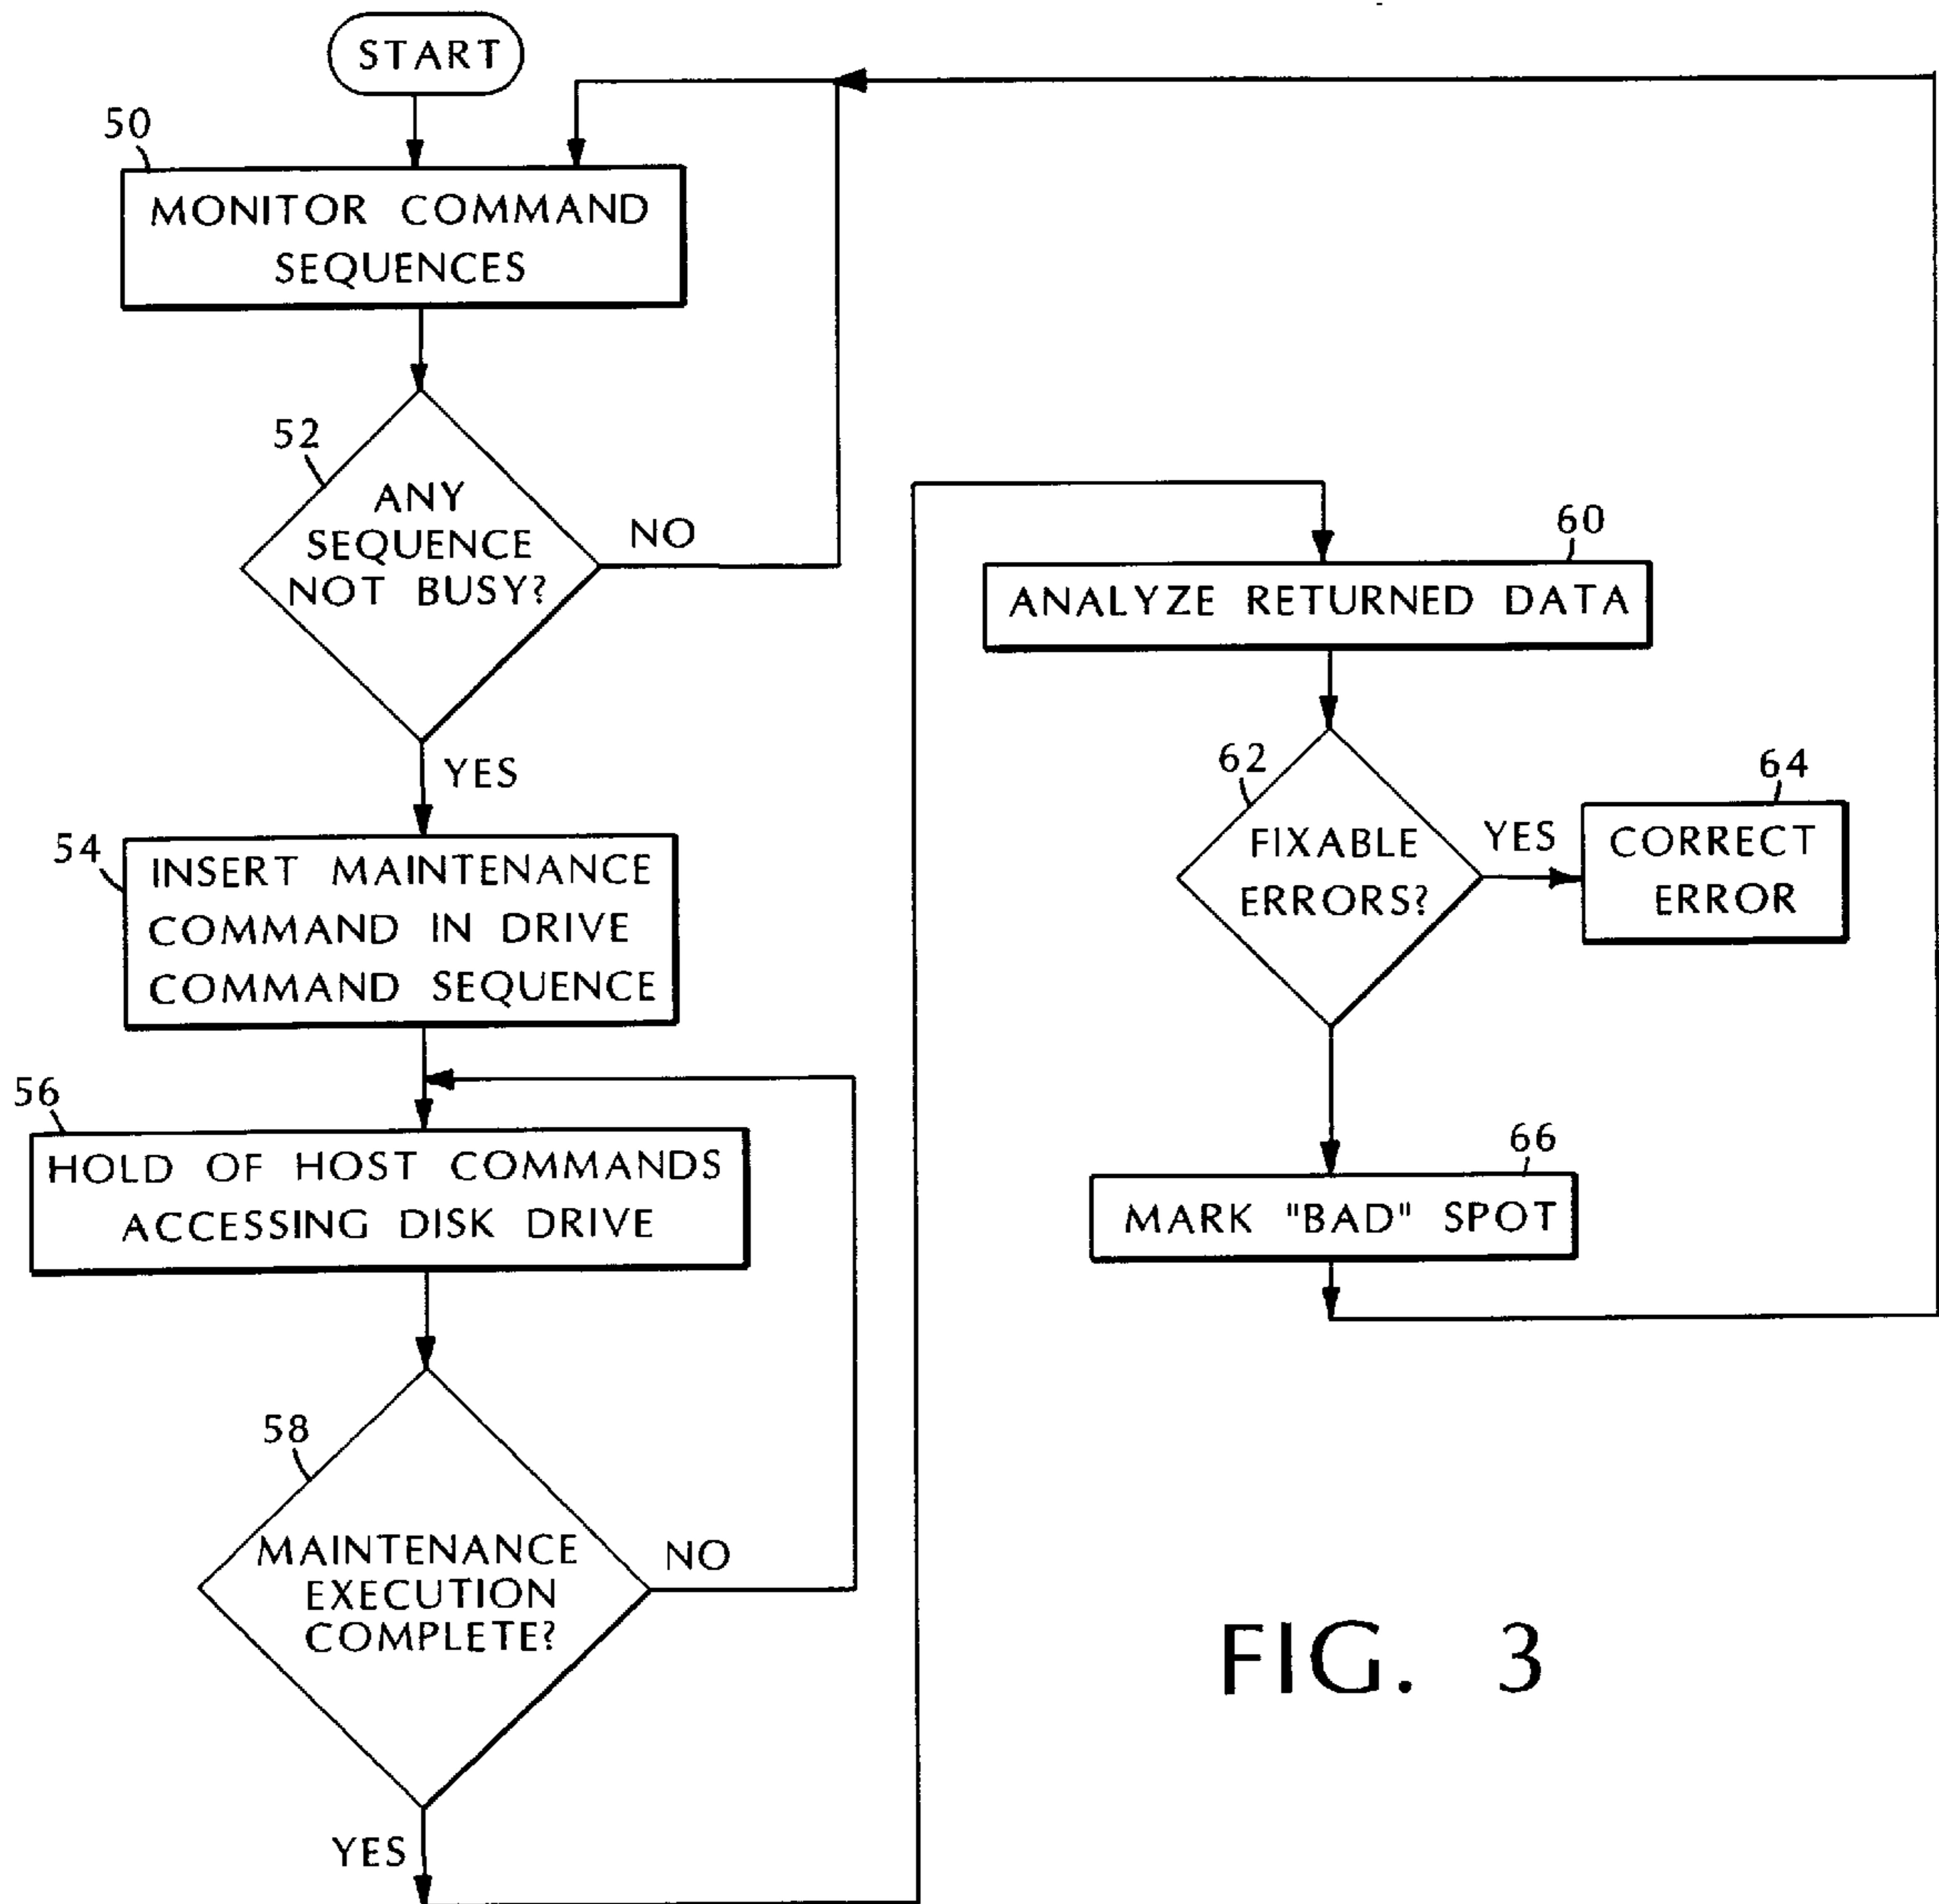 START
50
MONITOR COMMAND
SEQUENCES
52
ANY
SEQUENCE
NOT BUSY?
NO
YES
54
INSERT MAINTENANCE
COMMAND IN DRIVE
COMMAND SEQUENCE
56
HOLD OF HOST COMMANDS
ACCESSING DISK DRIVE
58
MAINTENANCE
EXECUTION
COMPLETE?
NO
YES
60
ANALYZE RETURNED DATA
62
FIXABLE
ERRORS?
YES
64
CORRECT
ERROR
66
MARK "BAD" SPOT
FIG. 3